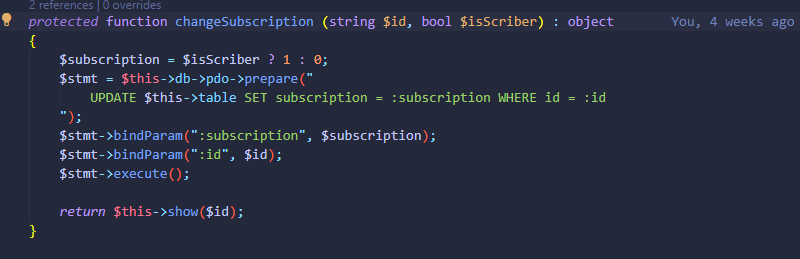 2 references | 0 overrides
protected function changeSubscription (string $id, bool $isScriber) : object You, 4 weeks ago
{
$subscription = $isScriber ? 1 : 0;
$stmt = $this->db->pdo->prepare("
UPDATE $this->table SET subscription = :subscription WHERE id = :id
");
$stmt->bindParam(":subscription", $subscription);
$stmt->bindParam(":id", $id);
$stmt->execute();
return $this->show($id);
}